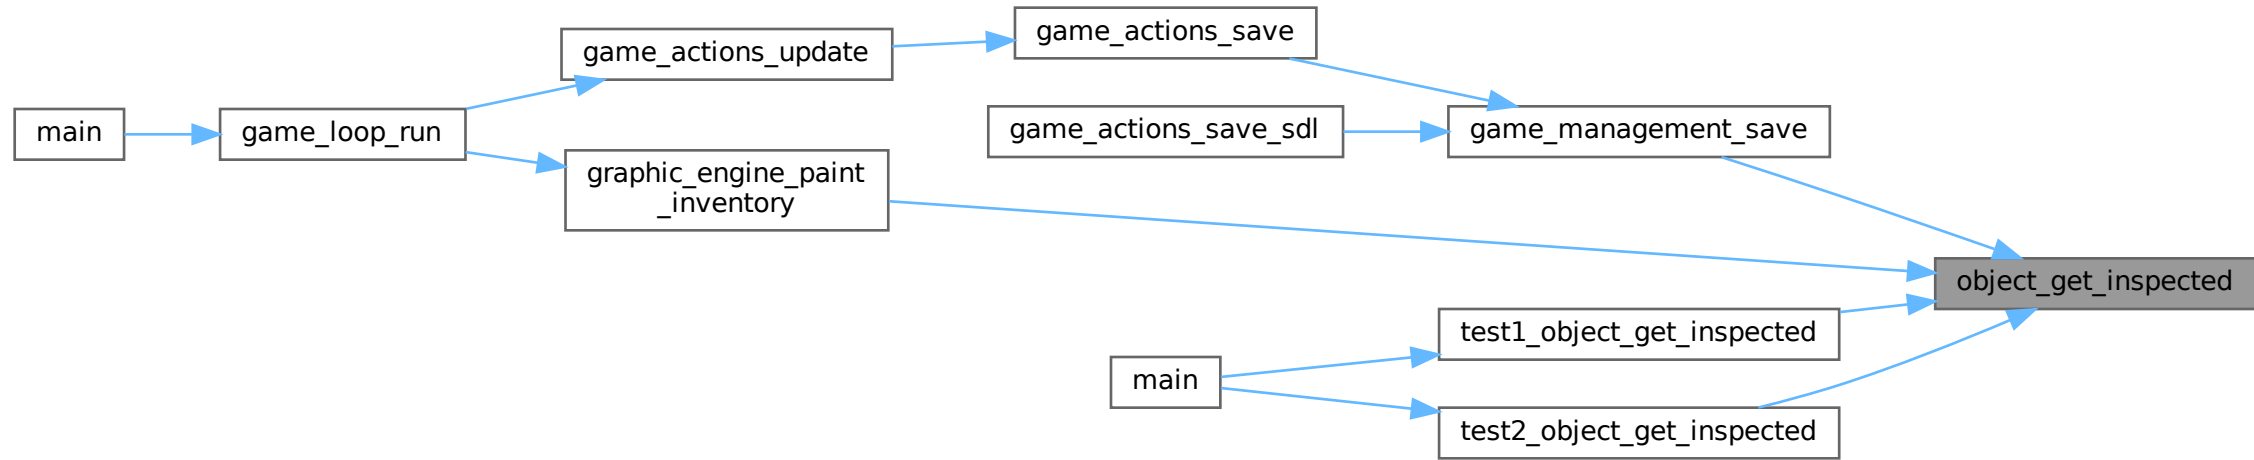 game_actions_save
game_actions_update
main
game_loop_run
game_actions_save_sdl
game_management_save
graphic_engine_paint
_inventory
object_get_inspected
test1_object_get_inspected
main
test2_object_get_inspected